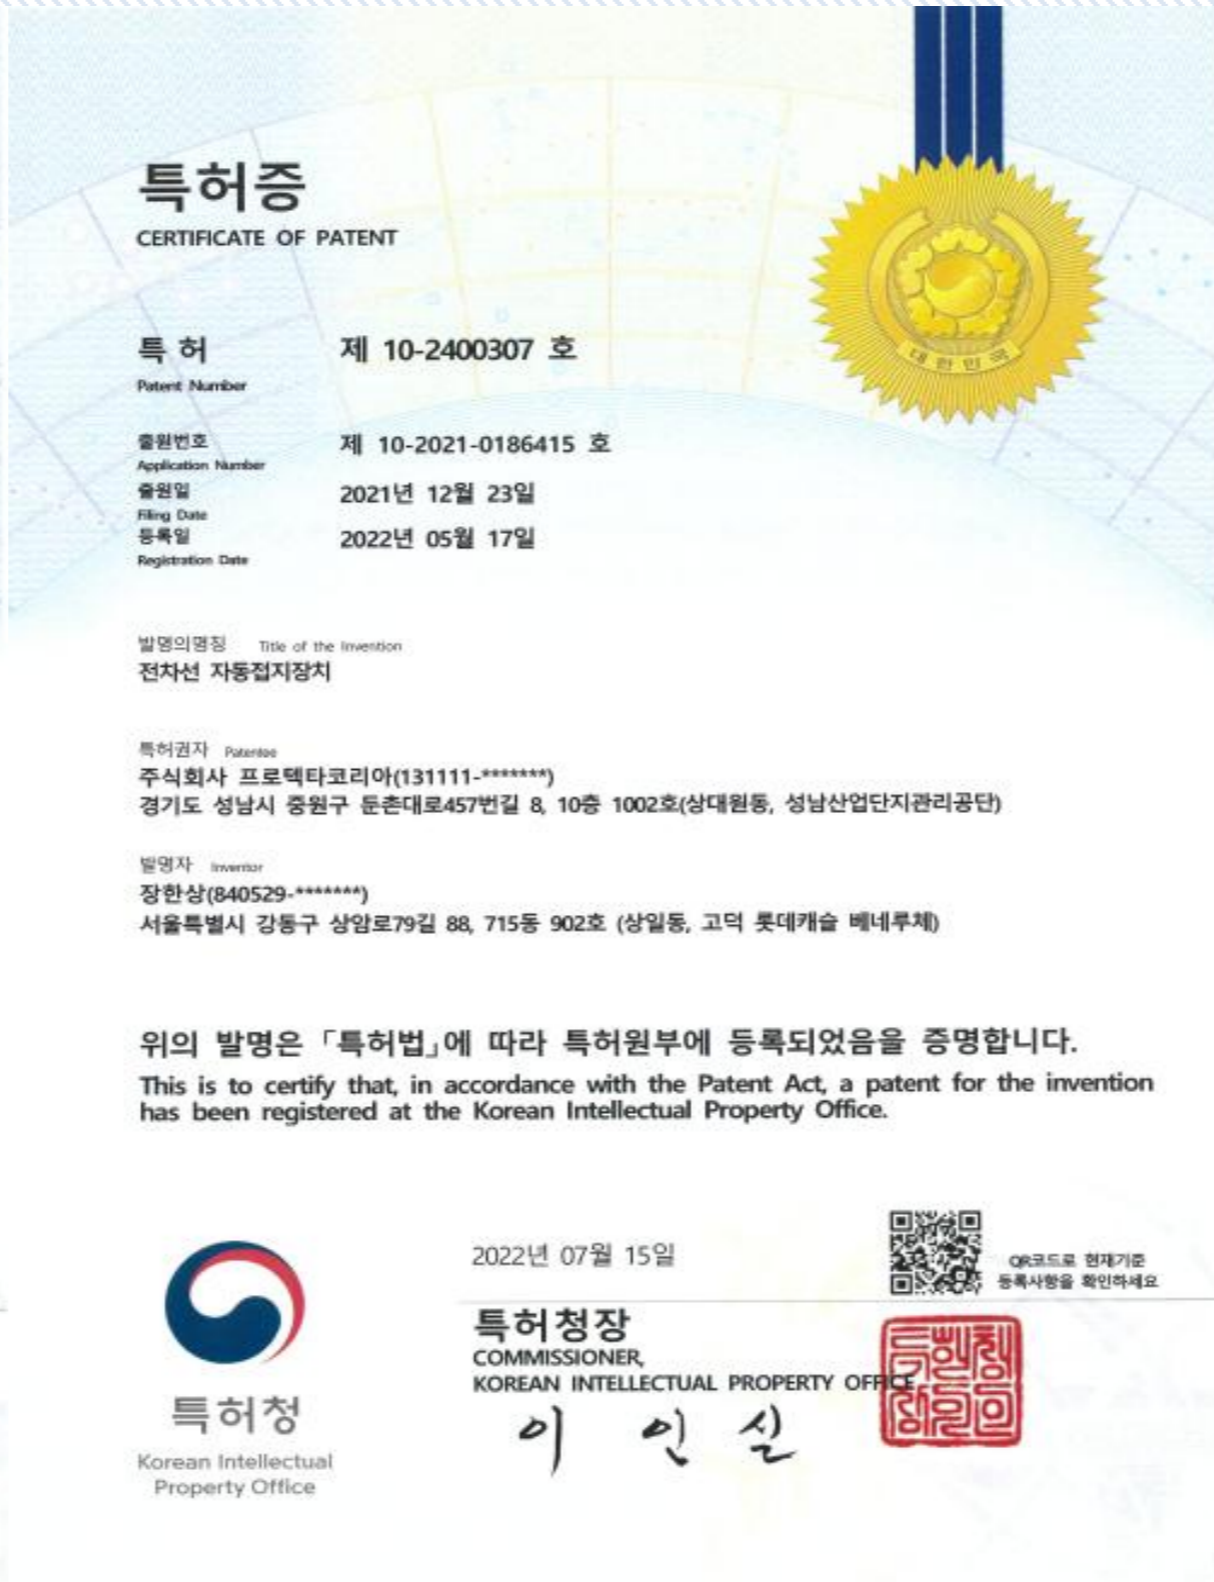 특허증
CERTIFICATE OF PATENT
대한민국
특허 제 10-2400307 호
Patent Number
출원번호 제 10-2021-0186415 호
Application Number
출원일 2021년 12월 23일
Filing Date
등록일 2022년 05월 17일
Registration Date
발명의명칭 Title of the Invention
전차선 자동접지장치
특허권자 Patentee
주식회사 프로텍타코리아(131111-*******)
경기도 성남시 중원구 둔촌대로457번길 8, 10층 1002호(상대원동, 성남산업단지관리공단)
발명자 Inventor
장한상(840529-*******)
서울특별시 강동구 상암로79길 88, 715동 902호 (상일동, 고덕 롯데캐슬 베네루체)
위의 발명은 「특허법」에 따라 특허원부에 등록되었음을 증명합니다.
This is to certify that, in accordance with the Patent Act, a patent for the invention
has been registered at the Korean Intellectual Property Office.
2022년 07월 15일
QR코드로 현재기준
등록사항을 확인하세요
특허청장
COMMISSIONER,
KOREAN INTELLECTUAL PROPERTY OFFICE
이 인 실
특허청
Korean Intellectual
Property Office